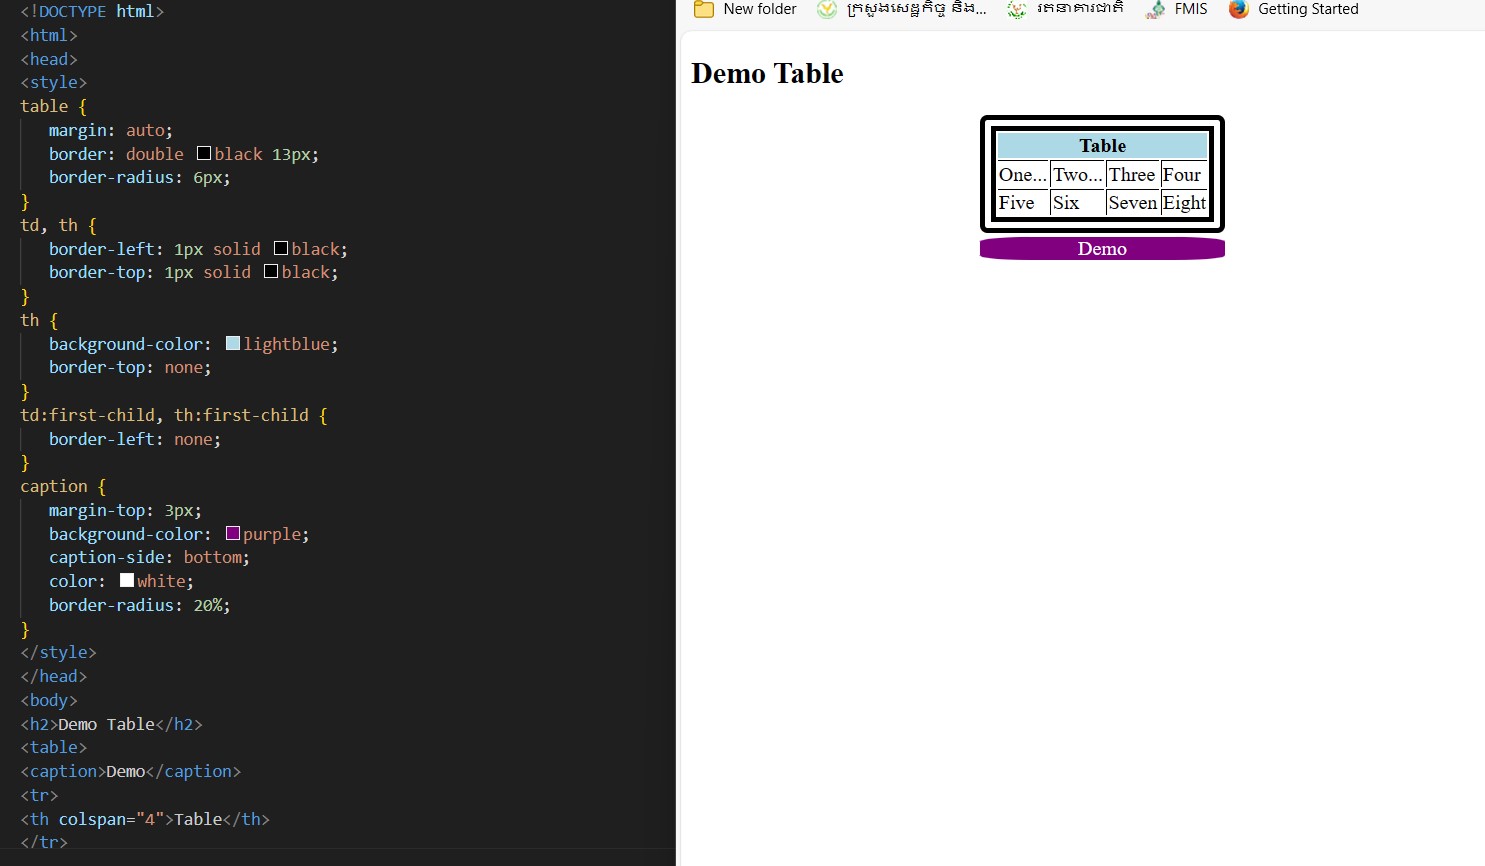 <!DOCTYPE html>
<html>
<head>
<style>
table {
margin: auto;
border: double black 13px;
border-radius: 6px;
}
td, th {
border-left: 1px solid black;
border-top: 1px solid black;
}
th {
background-color: lightblue;
border-top: none;
}
td:first-child, th:first-child {
border-left: none;
}
caption {
margin-top: 3px;
background-color: purple;
caption-side: bottom;
color: white;
border-radius: 20%;
}
</style>
</head>
<body>
<h2>Demo Table</h2>
<table>
<caption>Demo</caption>
<tr>
<th colspan="4">Table</th>
</tr>
New folder ក្រសួងសេដ្ឋកិច្ច និង... រតនាគារជាតិ FMIS Getting Started
Demo Table
Table
One... Two... Three Four
Five Six Seven Eight
Demo